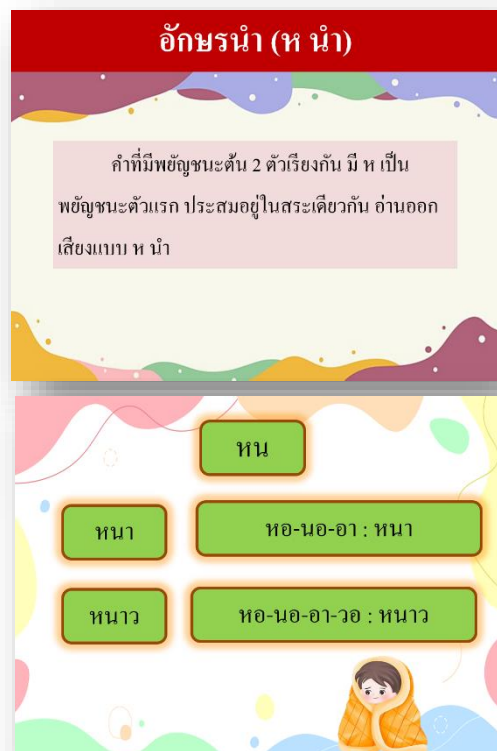 อักษรนำ (ห นำ)
คำที่มีพยัญชนะต้น 2 ตัวเรียงกัน มี ห เป็น
พยัญชนะตัวแรก ประสมอยู่ในสระเดียวกัน อ่านออก
เสียงแบบ ห นำ
หน
หนา
หอ-นอ-อา : หนา
หนาว
หอ-นอ-อา-วอ : หนาว